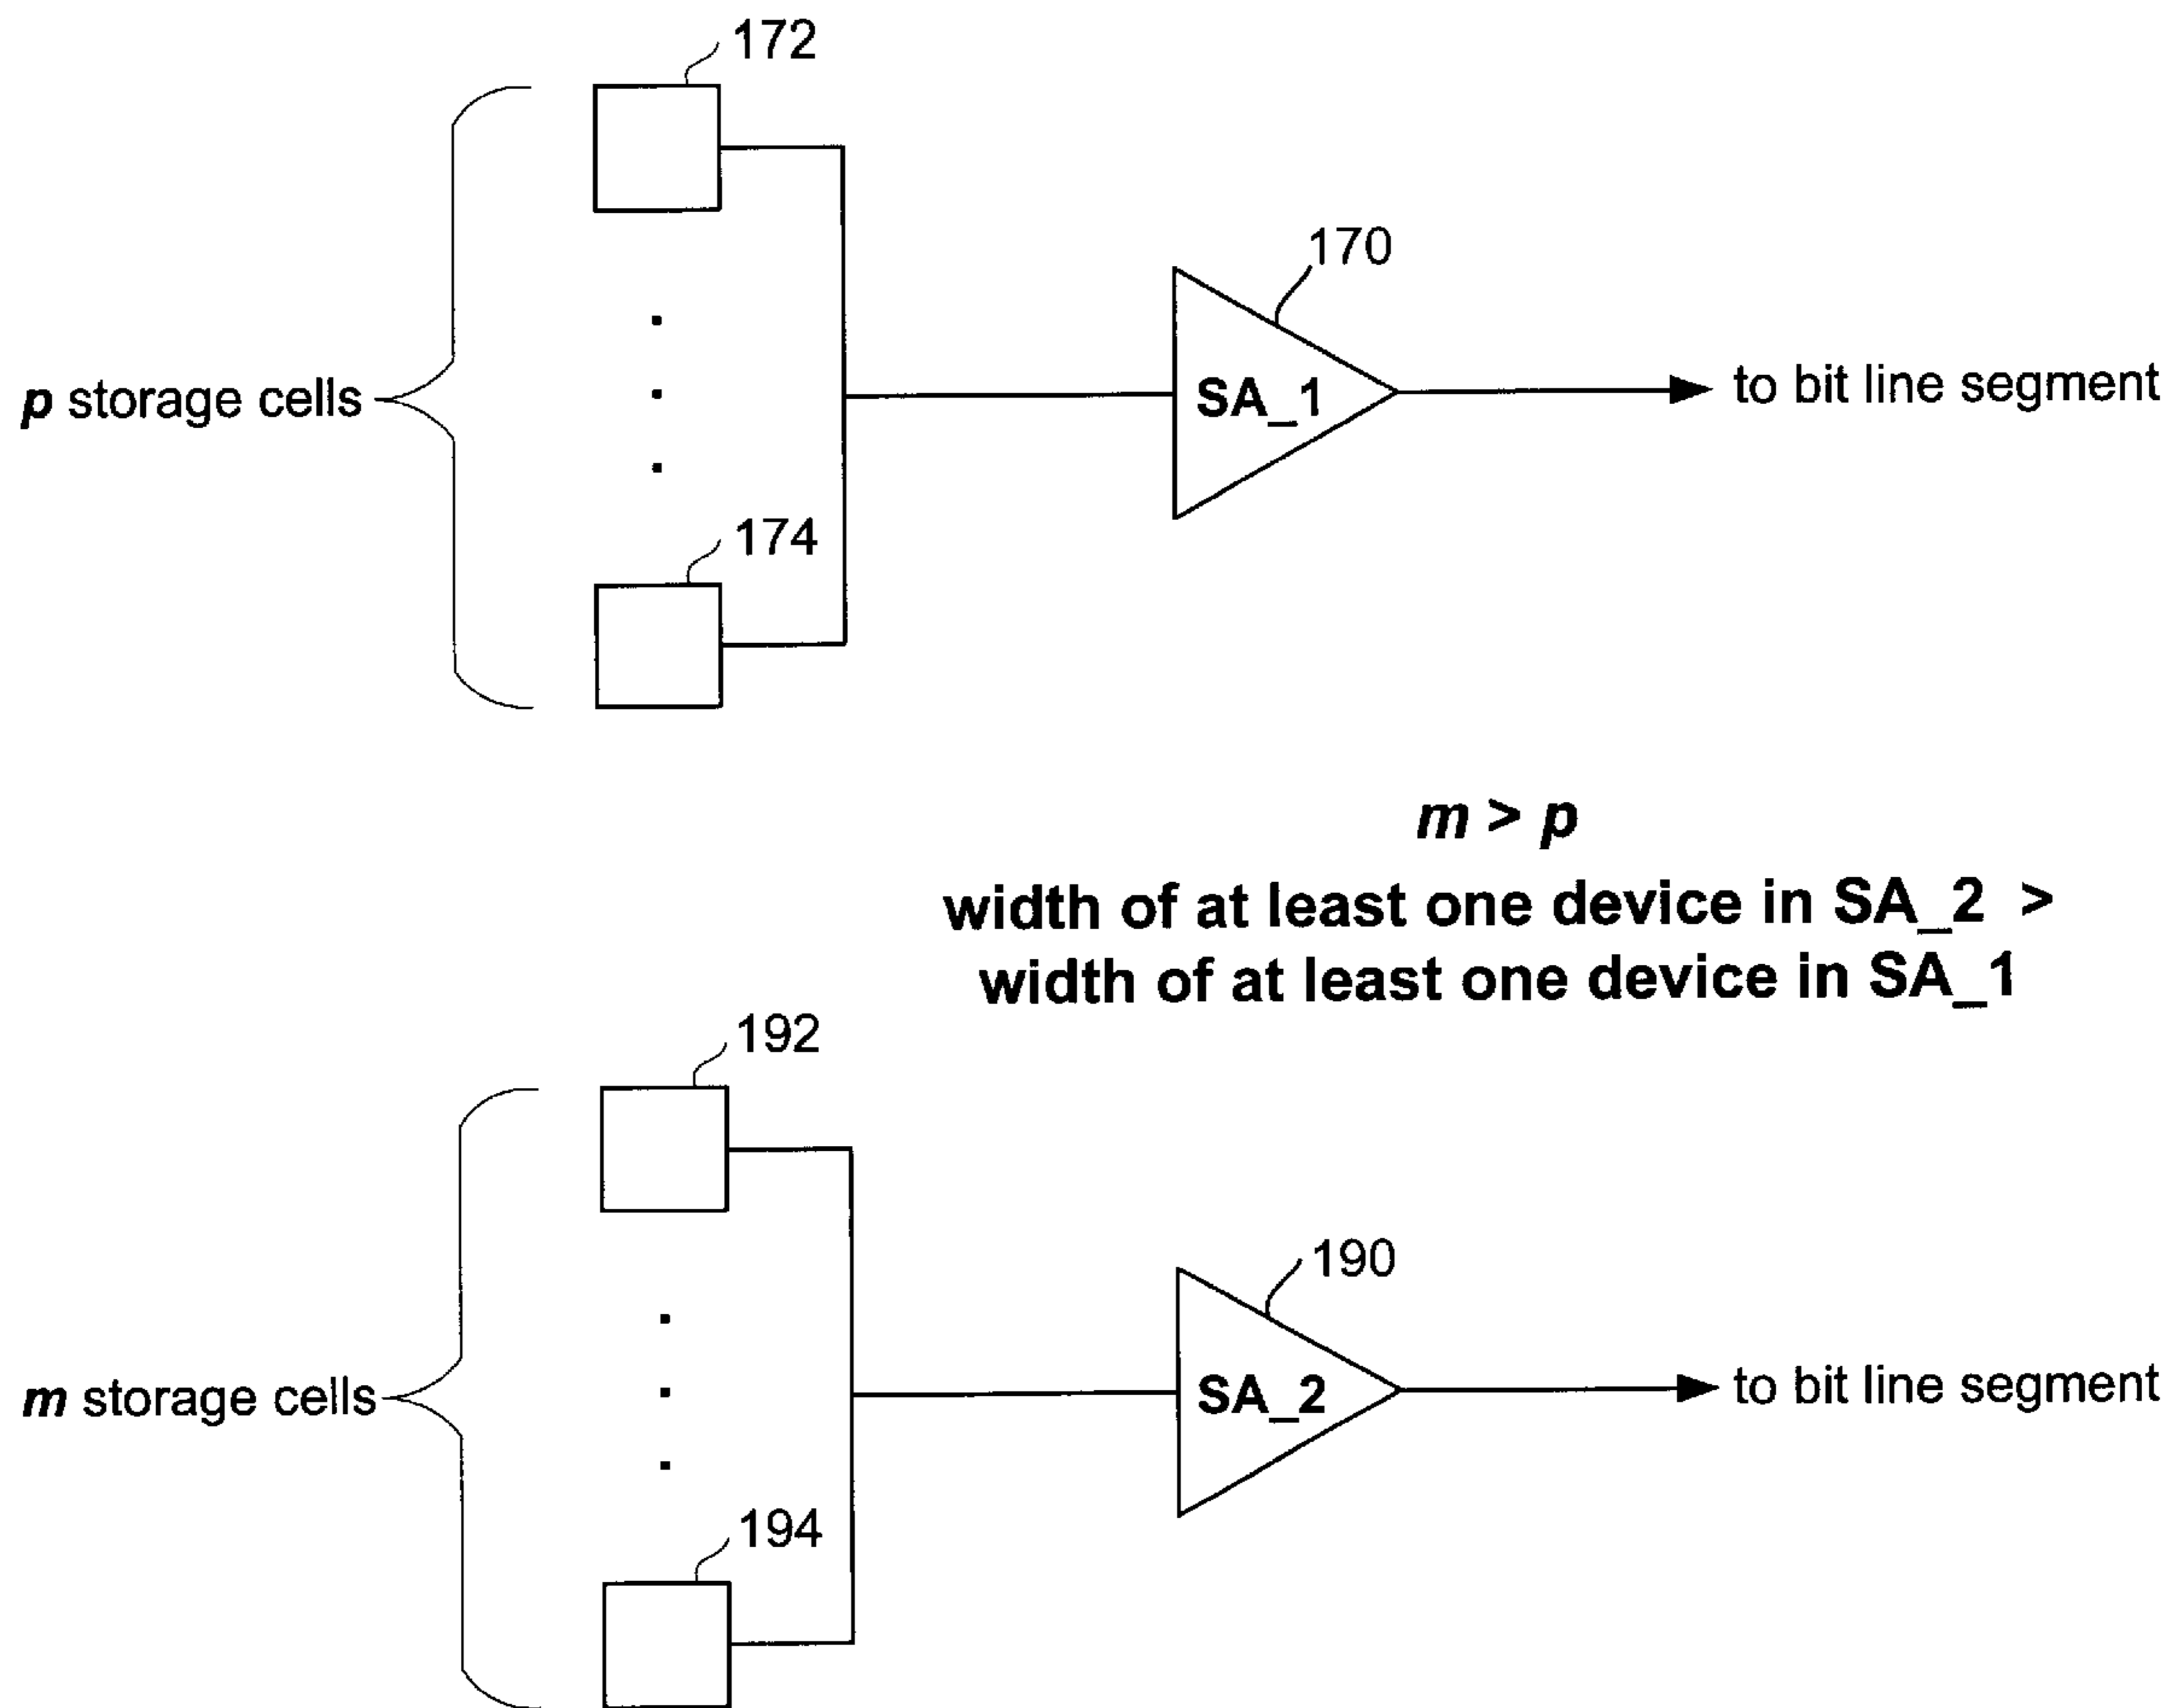 172
170
p storage cells
SA_1
to bit line segment
174
m > p
width of at least one device in SA_2 >
width of at least one device in SA_1
192
190
m storage cells
SA_2
to bit line segment
194